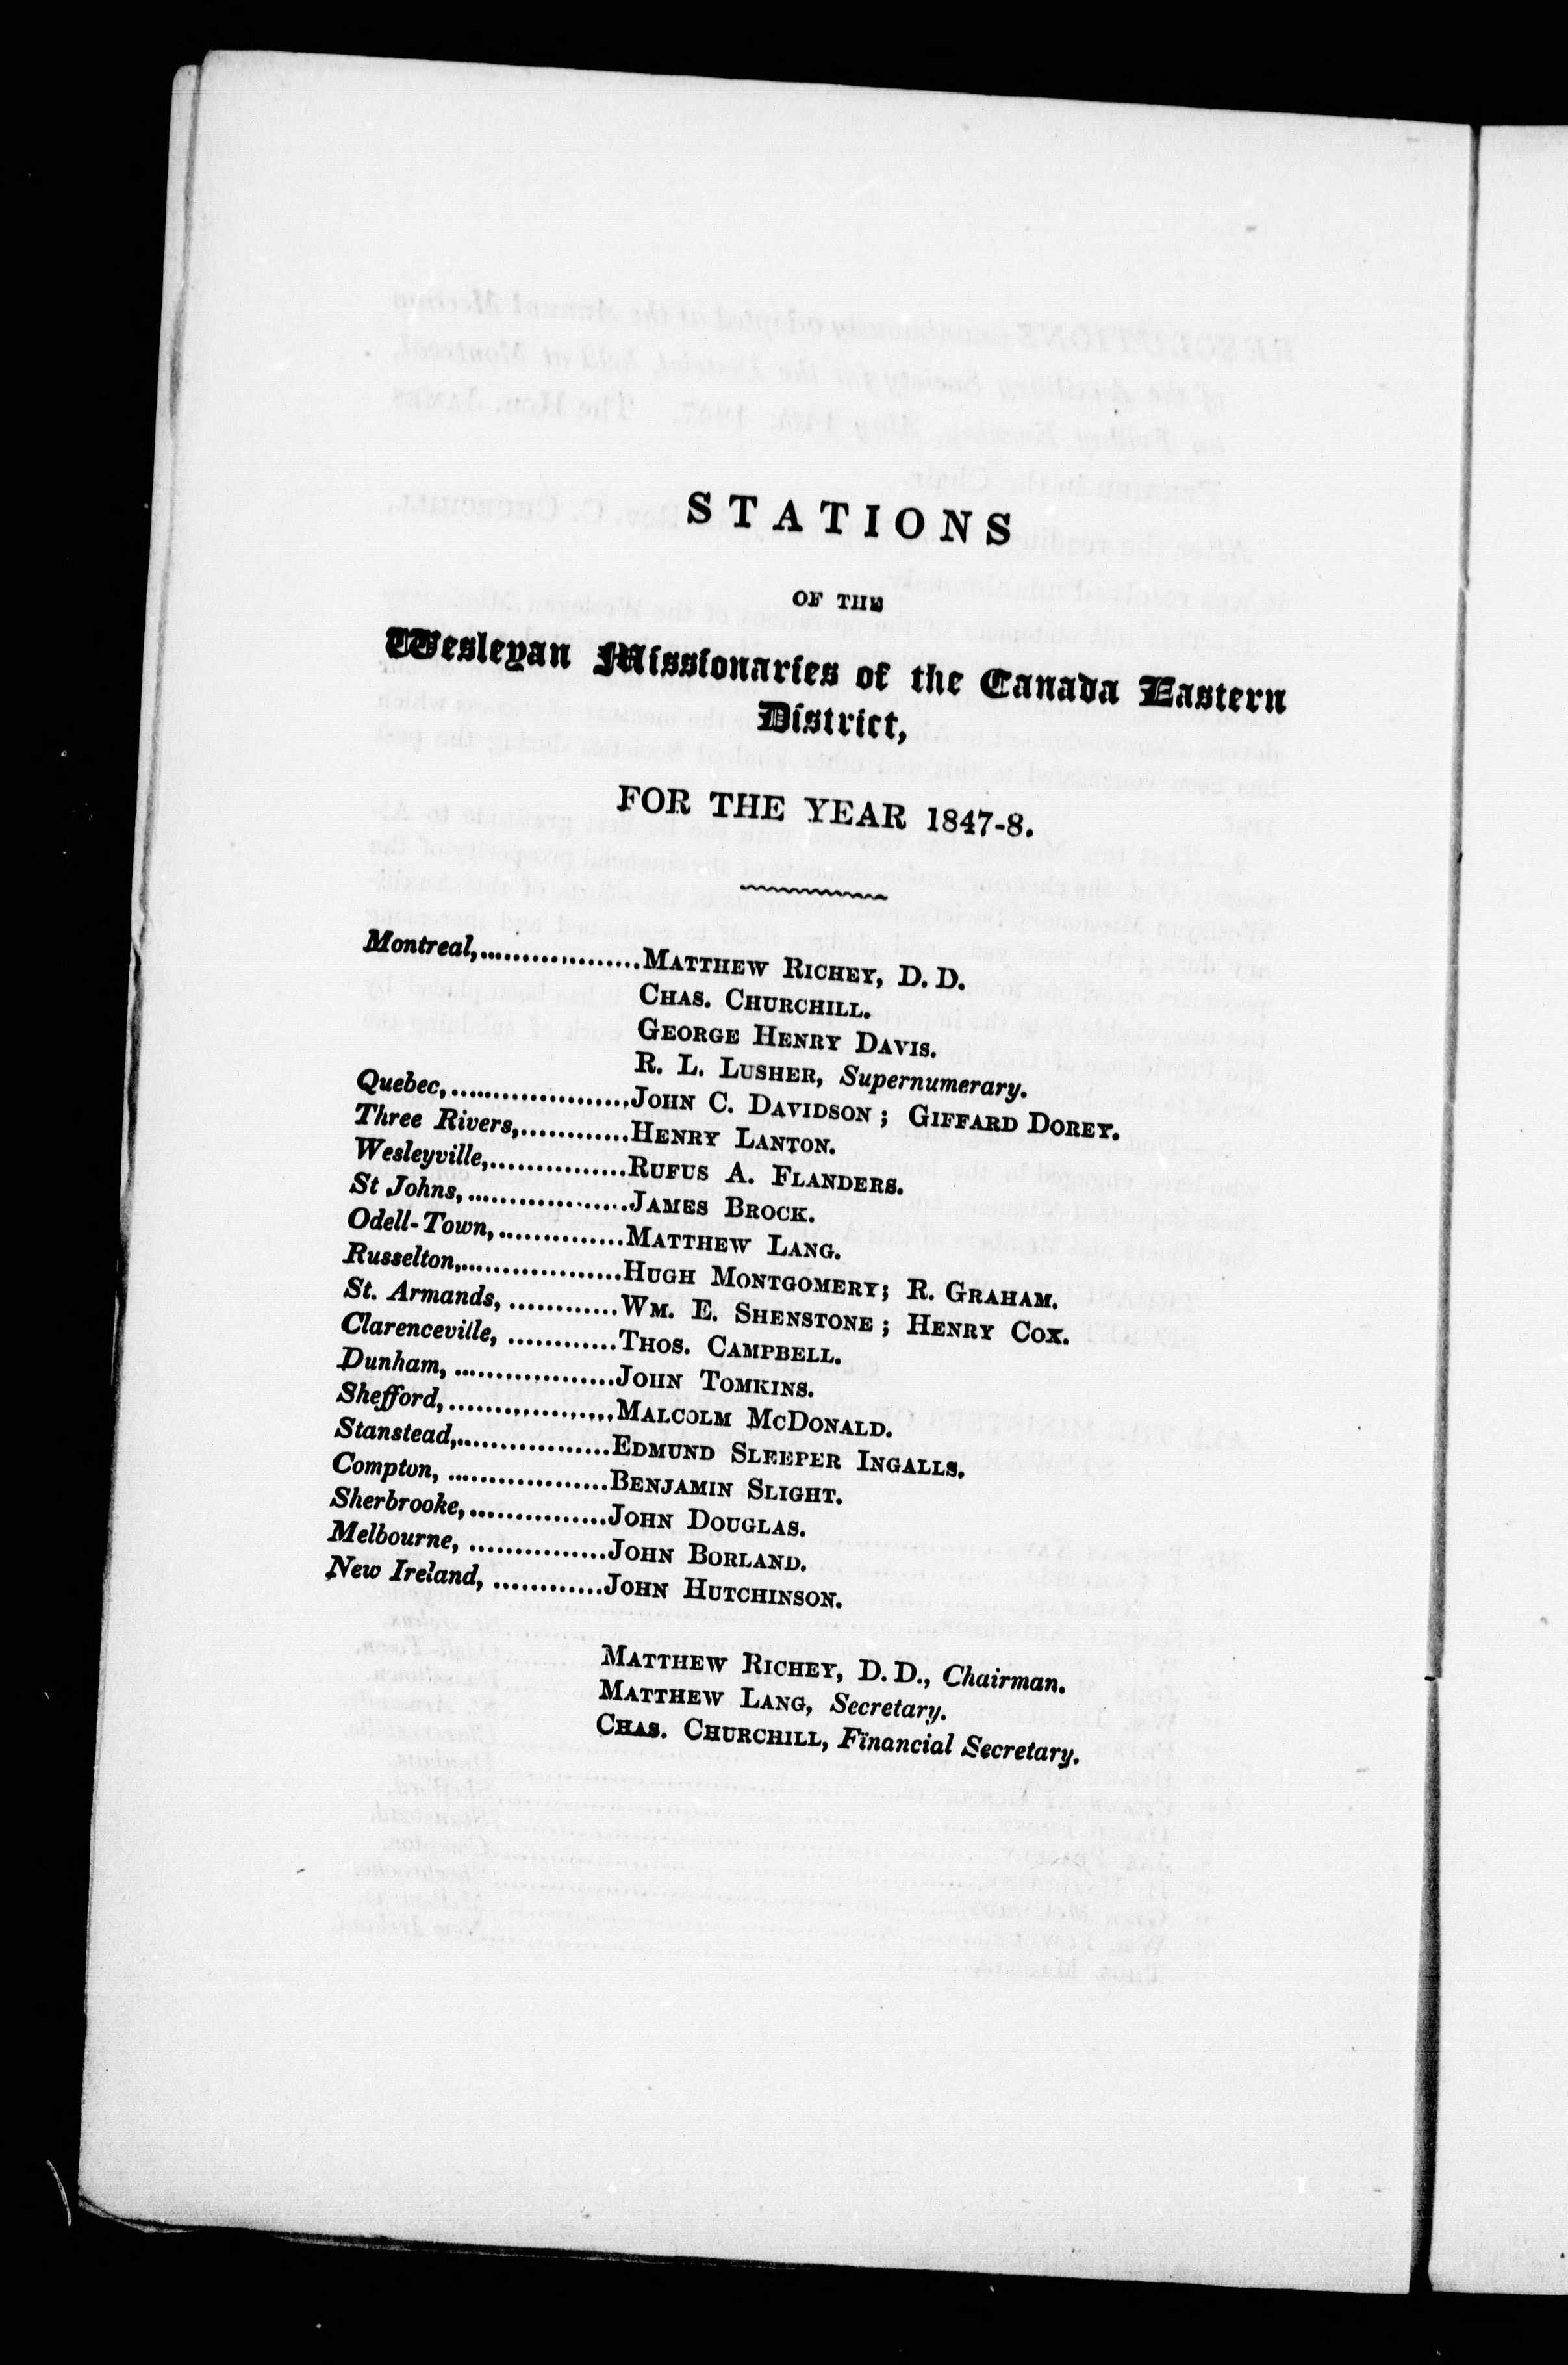 STATIONS
OF THE
Wesleyan Missionaries of the Canada Eastern
District,
FOR THE YEAR 1847-8.
Montreal,..................MATTHEW RICHEY, D. D.
CHAS. CHURCHILL.
GEORGE HENRY DAVIS.
R. L. LUSHER, Supernumerary.
Quebec,....................JOHN C. DAVIDSON ; GIFFARD DOREY.
Three Rivers,............HENRY LANTON.
Wesleyville,...............RUFUS A. FLANDERS.
St Johns,..................JAMES BROCK.
Odell-Town,..............MATTHEW LANG.
Russelton,..................HUGH MONTGOMERY; R. GRAHAM.
St. Armands, ............WM. E. SHENSTONE ; HENRY COX.
Clarenceville, ............THOS. CAMPBELL.
Dunham, ..................JOHN TOMKINS.
Shefford,...................MALCOLM MCDONALD.
Stanstead,.................EDMUND SLEEPER INGALLS.
Compton, ..................BENJAMIN SLIGHT.
Sherbrooke,...............JOHN DOUGLAS.
Melbourne, ...............JOHN BORLAND.
New Ireland, ............JOHN HUTCHINSON.
MATTHEW RICHEY, D. D., Chairman.
MATTHEW LANG, Secretary.
CHAS. CHURCHILL, Financial Secretary.